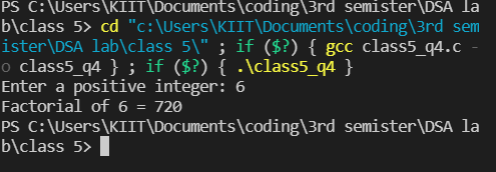 PS C:\Users\KIIT\Documents\coding\3rd semister\DSA la
b\class 5> cd "c:\Users\KIIT\Documents\coding\3rd sem
ister\DSA lab\class 5\" ; if ($?) { gcc class5_q4.c -
o class5_q4 } ; if ($?) { .\class5_q4 }
Enter a positive integer: 6
Factorial of 6 = 720
PS C:\Users\KIIT\Documents\coding\3rd semister\DSA la
b\class 5>